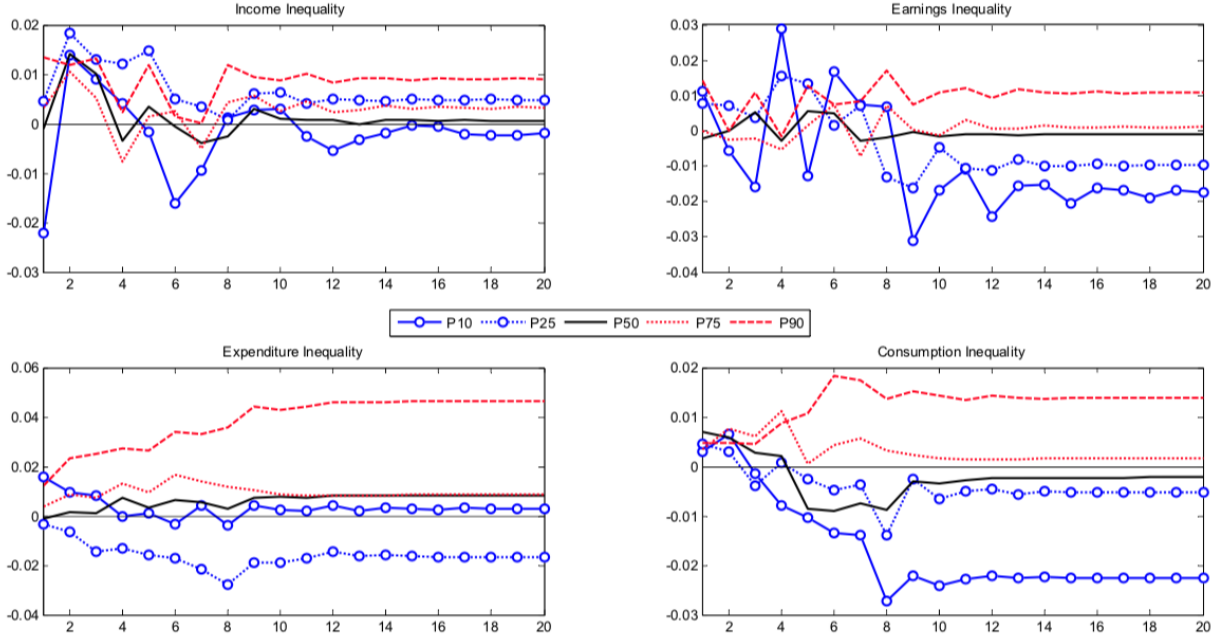 Income Inequality
0.02
0.01
0
-0.01
-0.02
-0.03
2 4 6 8 10 12 14 16 18 20
Earnings Inequality
0.03
0.02
0.01
0
-0.01
-0.02
-0.03
-0.04
2 4 6 8 10 12 14 16 18 20
P10 P25 P50 P75 P90
Expenditure Inequality
0.06
0.04
0.02
0
-0.02
-0.04
2 4 6 8 10 12 14 16 18 20
Consumption Inequality
0.02
0.01
0
-0.01
-0.02
-0.03
2 4 6 8 10 12 14 16 18 20